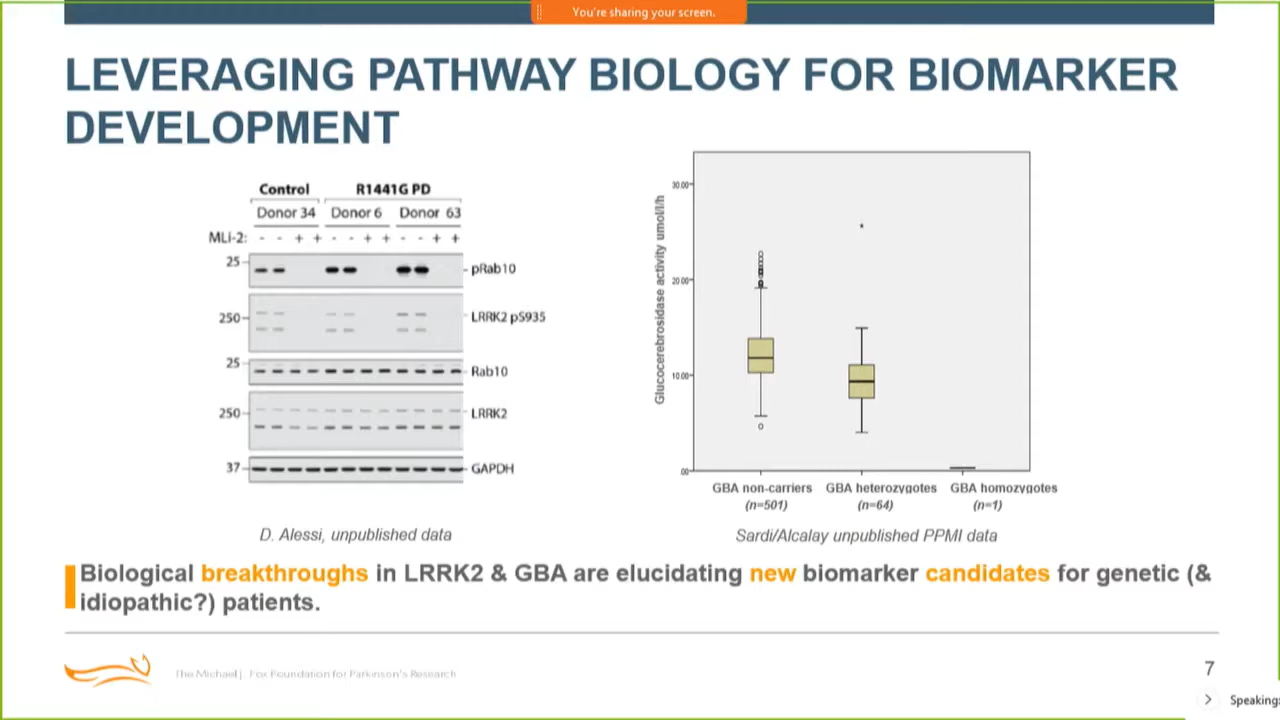 You're sharing your screen.
LEVERAGING PATHWAY BIOLOGY FOR BIOMARKER
DEVELOPMENT
Control R1441G PD
Donor 34 Donor 6 Donor 63
MLi-2: - - + + - - + + - - + +
25 pRab10
250 LRRK2 pS935
25 Rab10
250 LRRK2
37 GAPDH
D. Alessi, unpublished data
Glucocerebrosidase activity umol/l/h
30.00
20.00
10.00
.00
GBA non-carriers GBA heterozygotes GBA homozygotes
(n=501) (n=64) (n=1)
Sardi/Alcalay unpublished PPMI data
Biological breakthroughs in LRRK2 & GBA are elucidating new biomarker candidates for genetic (&
idiopathic?) patients.
The Michael J. Fox Foundation for Parkinson's Research
7
Speaking: